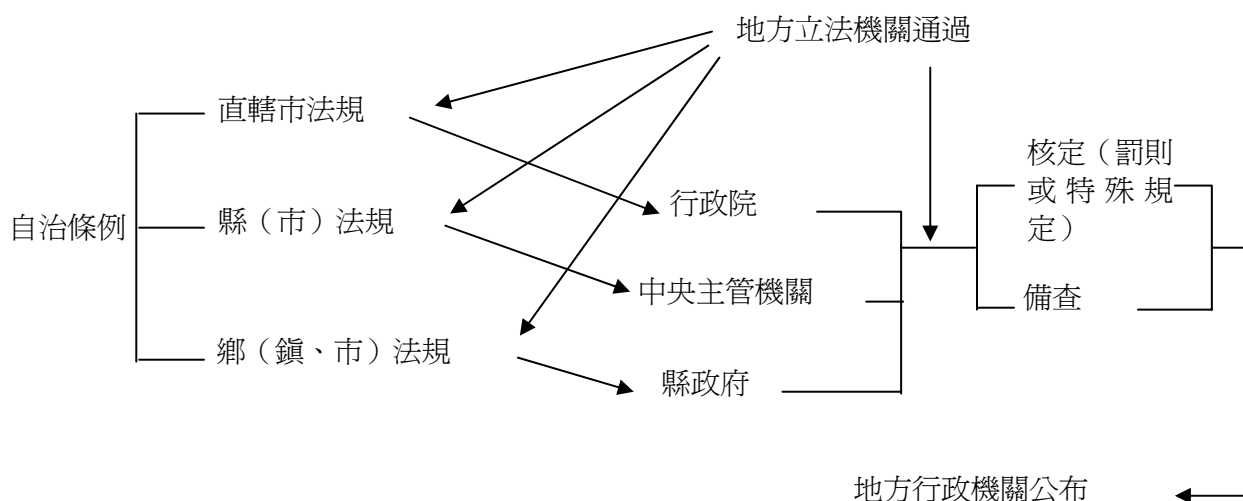 地方立法機關通過
直轄市法規
核定（罰則
或特殊規
定）
行政院
自治條例
縣（市）法規
中央主管機關
備查
鄉（鎮、市）法規
縣政府
地方行政機關公布